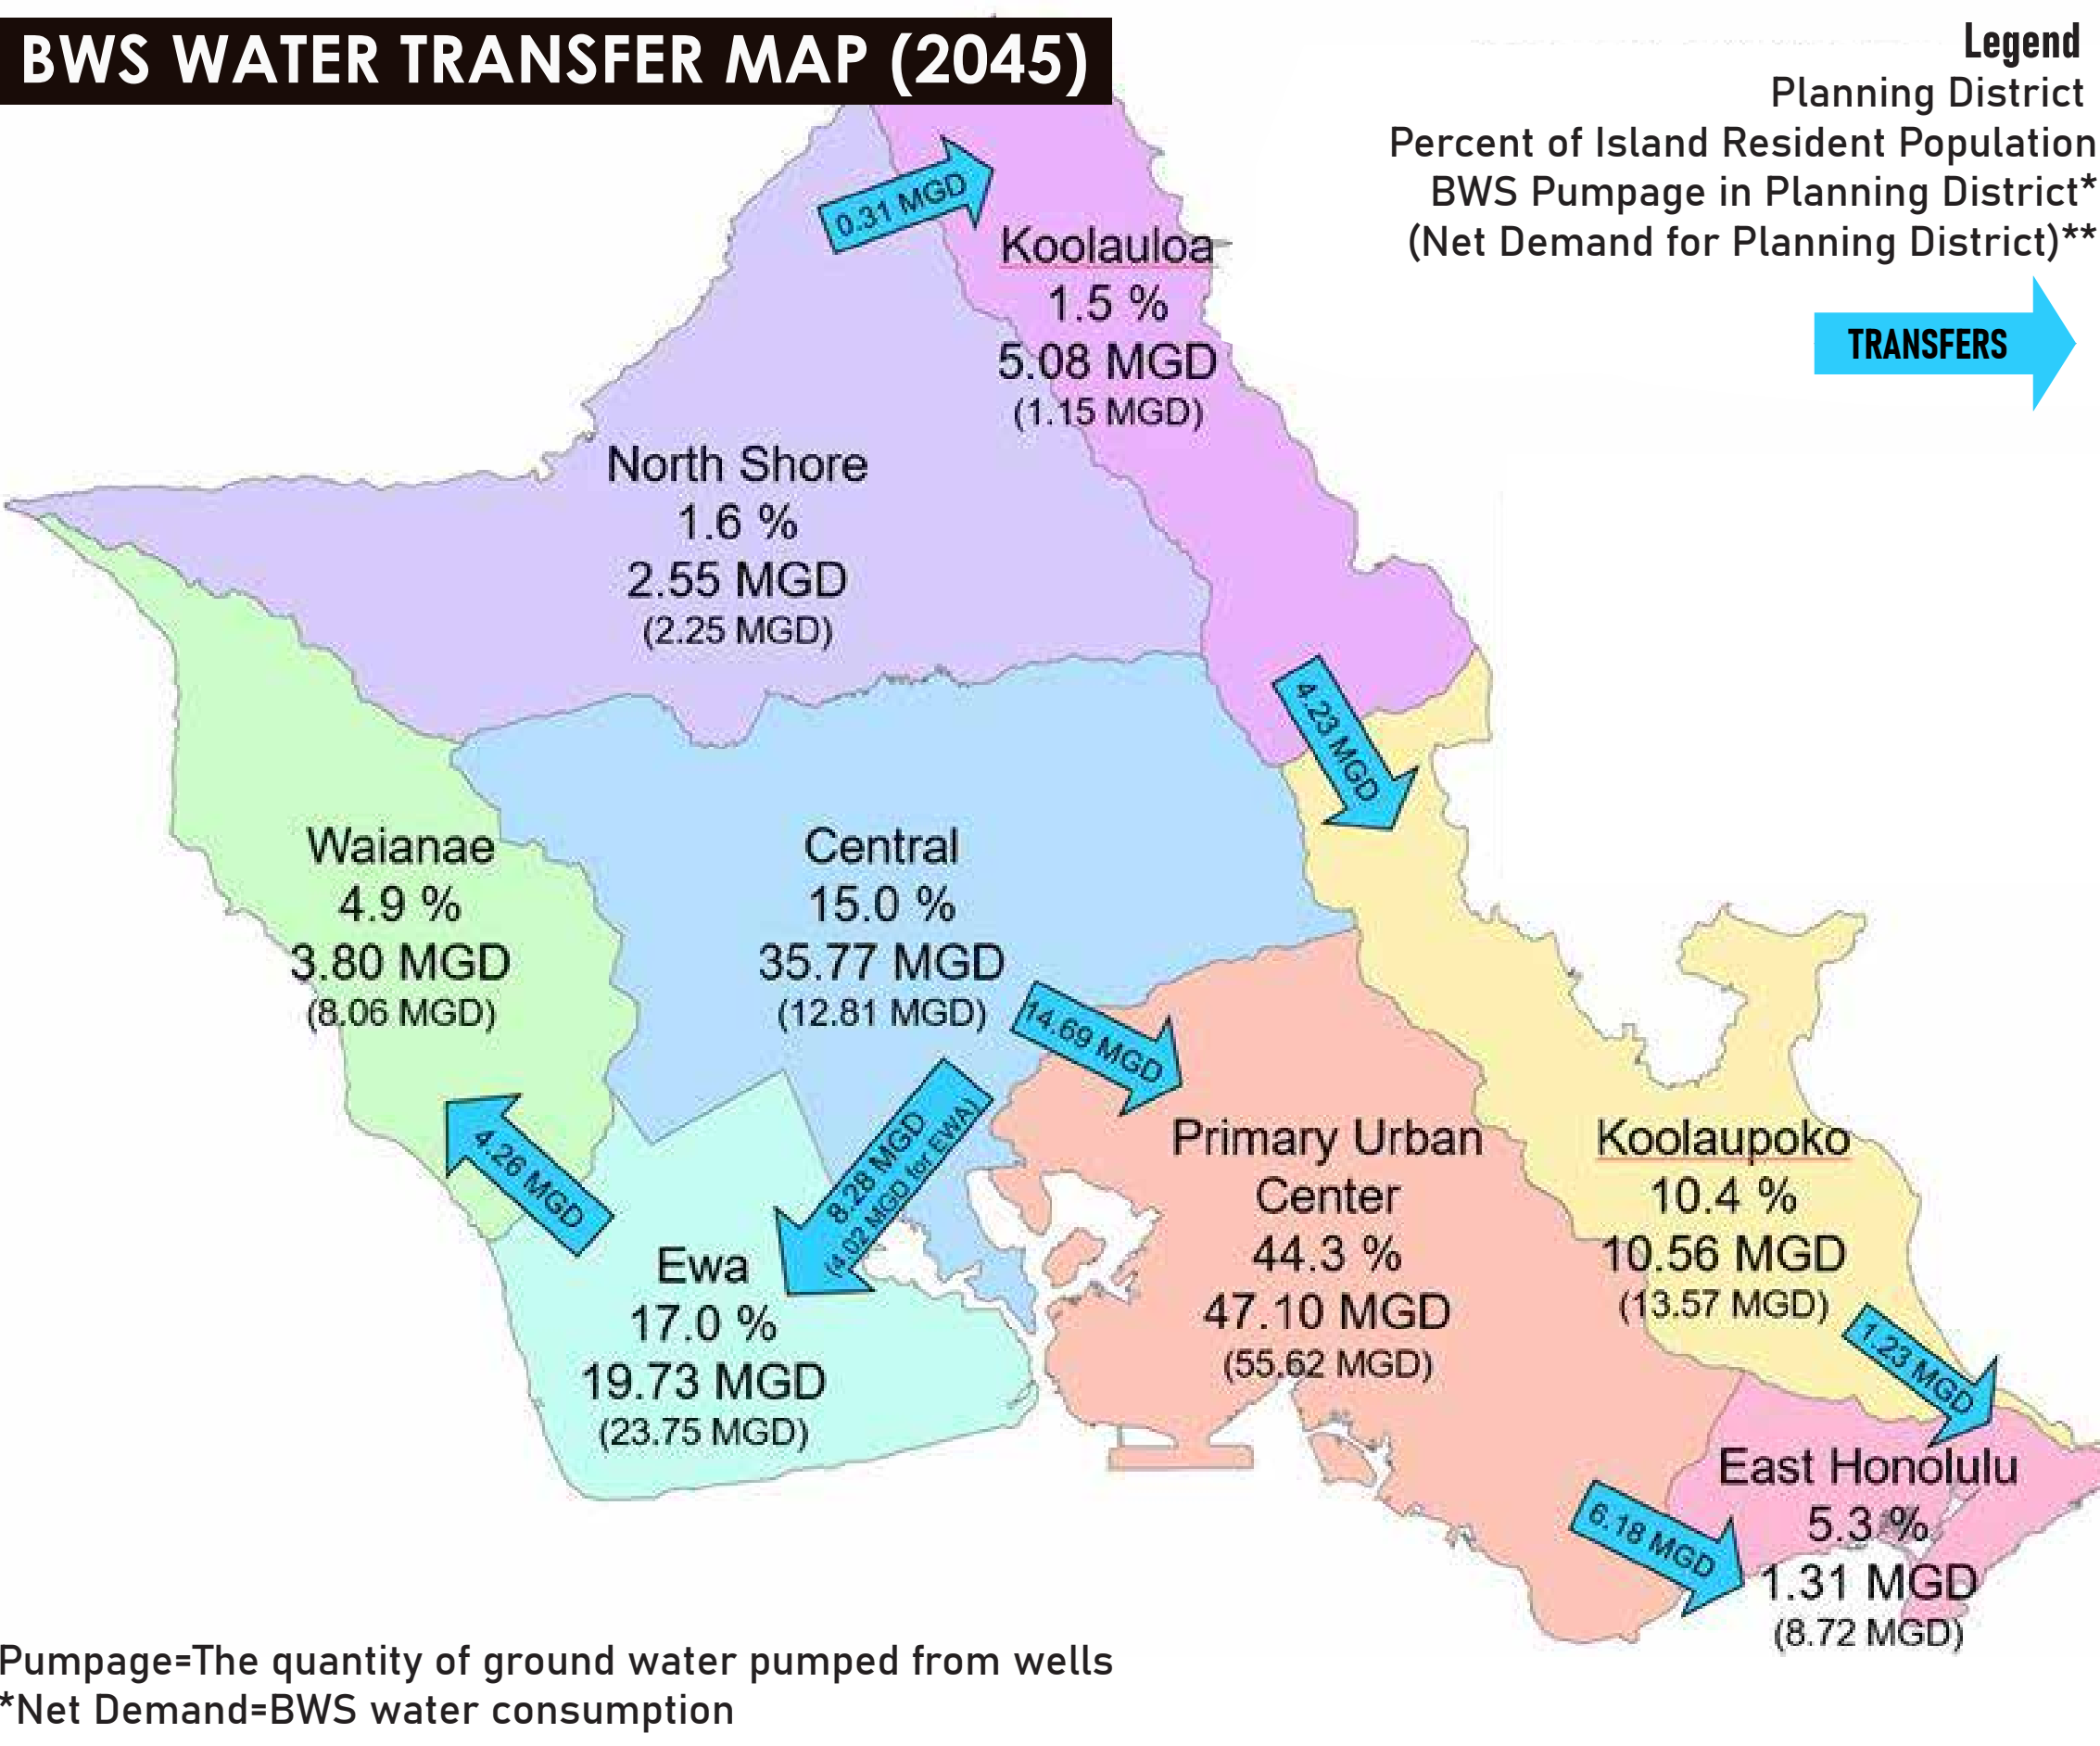 BWS WATER TRANSFER MAP (2045)
Legend
Planning District
Percent of Island Resident Population
BWS Pumpage in Planning District*
(Net Demand for Planning District)**
TRANSFERS
0.31 MGD
Koolauloa
1.5 %
5.08 MGD
(1.15 MGD)
North Shore
1.6 %
2.55 MGD
(2.25 MGD)
4.23 MGD
Waianae
4.9 %
3.80 MGD
(8.06 MGD)
Central
15.0 %
35.77 MGD
(12.81 MGD)
14.69 MGD
8.28 MGD
(4.02 MGD for EWA)
4.26 MGD
Primary Urban
Center
44.3 %
47.10 MGD
(55.62 MGD)
Koolaupoko
10.4 %
10.56 MGD
(13.57 MGD)
1.23 MGD
Ewa
17.0 %
19.73 MGD
(23.75 MGD)
East Honolulu
5.3 %
1.31 MGD
(8.72 MGD)
6.18 MGD
Pumpage=The quantity of ground water pumped from wells
*Net Demand=BWS water consumption